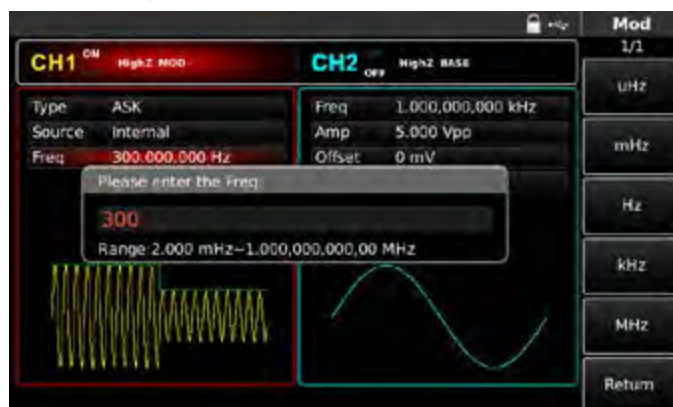 Mod
1/1
CH1 ON HighZ MOD
CH2 OFF HighZ BASE
uHz
Type ASK
Freq 1.000,000,000 kHz
Source Internal
Amp 5.000 Vpp
mHz
Freq 300.000,000 Hz
Offset 0 mV
Please enter the Freq:
Hz
300
Range:2.000 mHz~1.000,000,000,00 MHz
kHz
MHz
Return